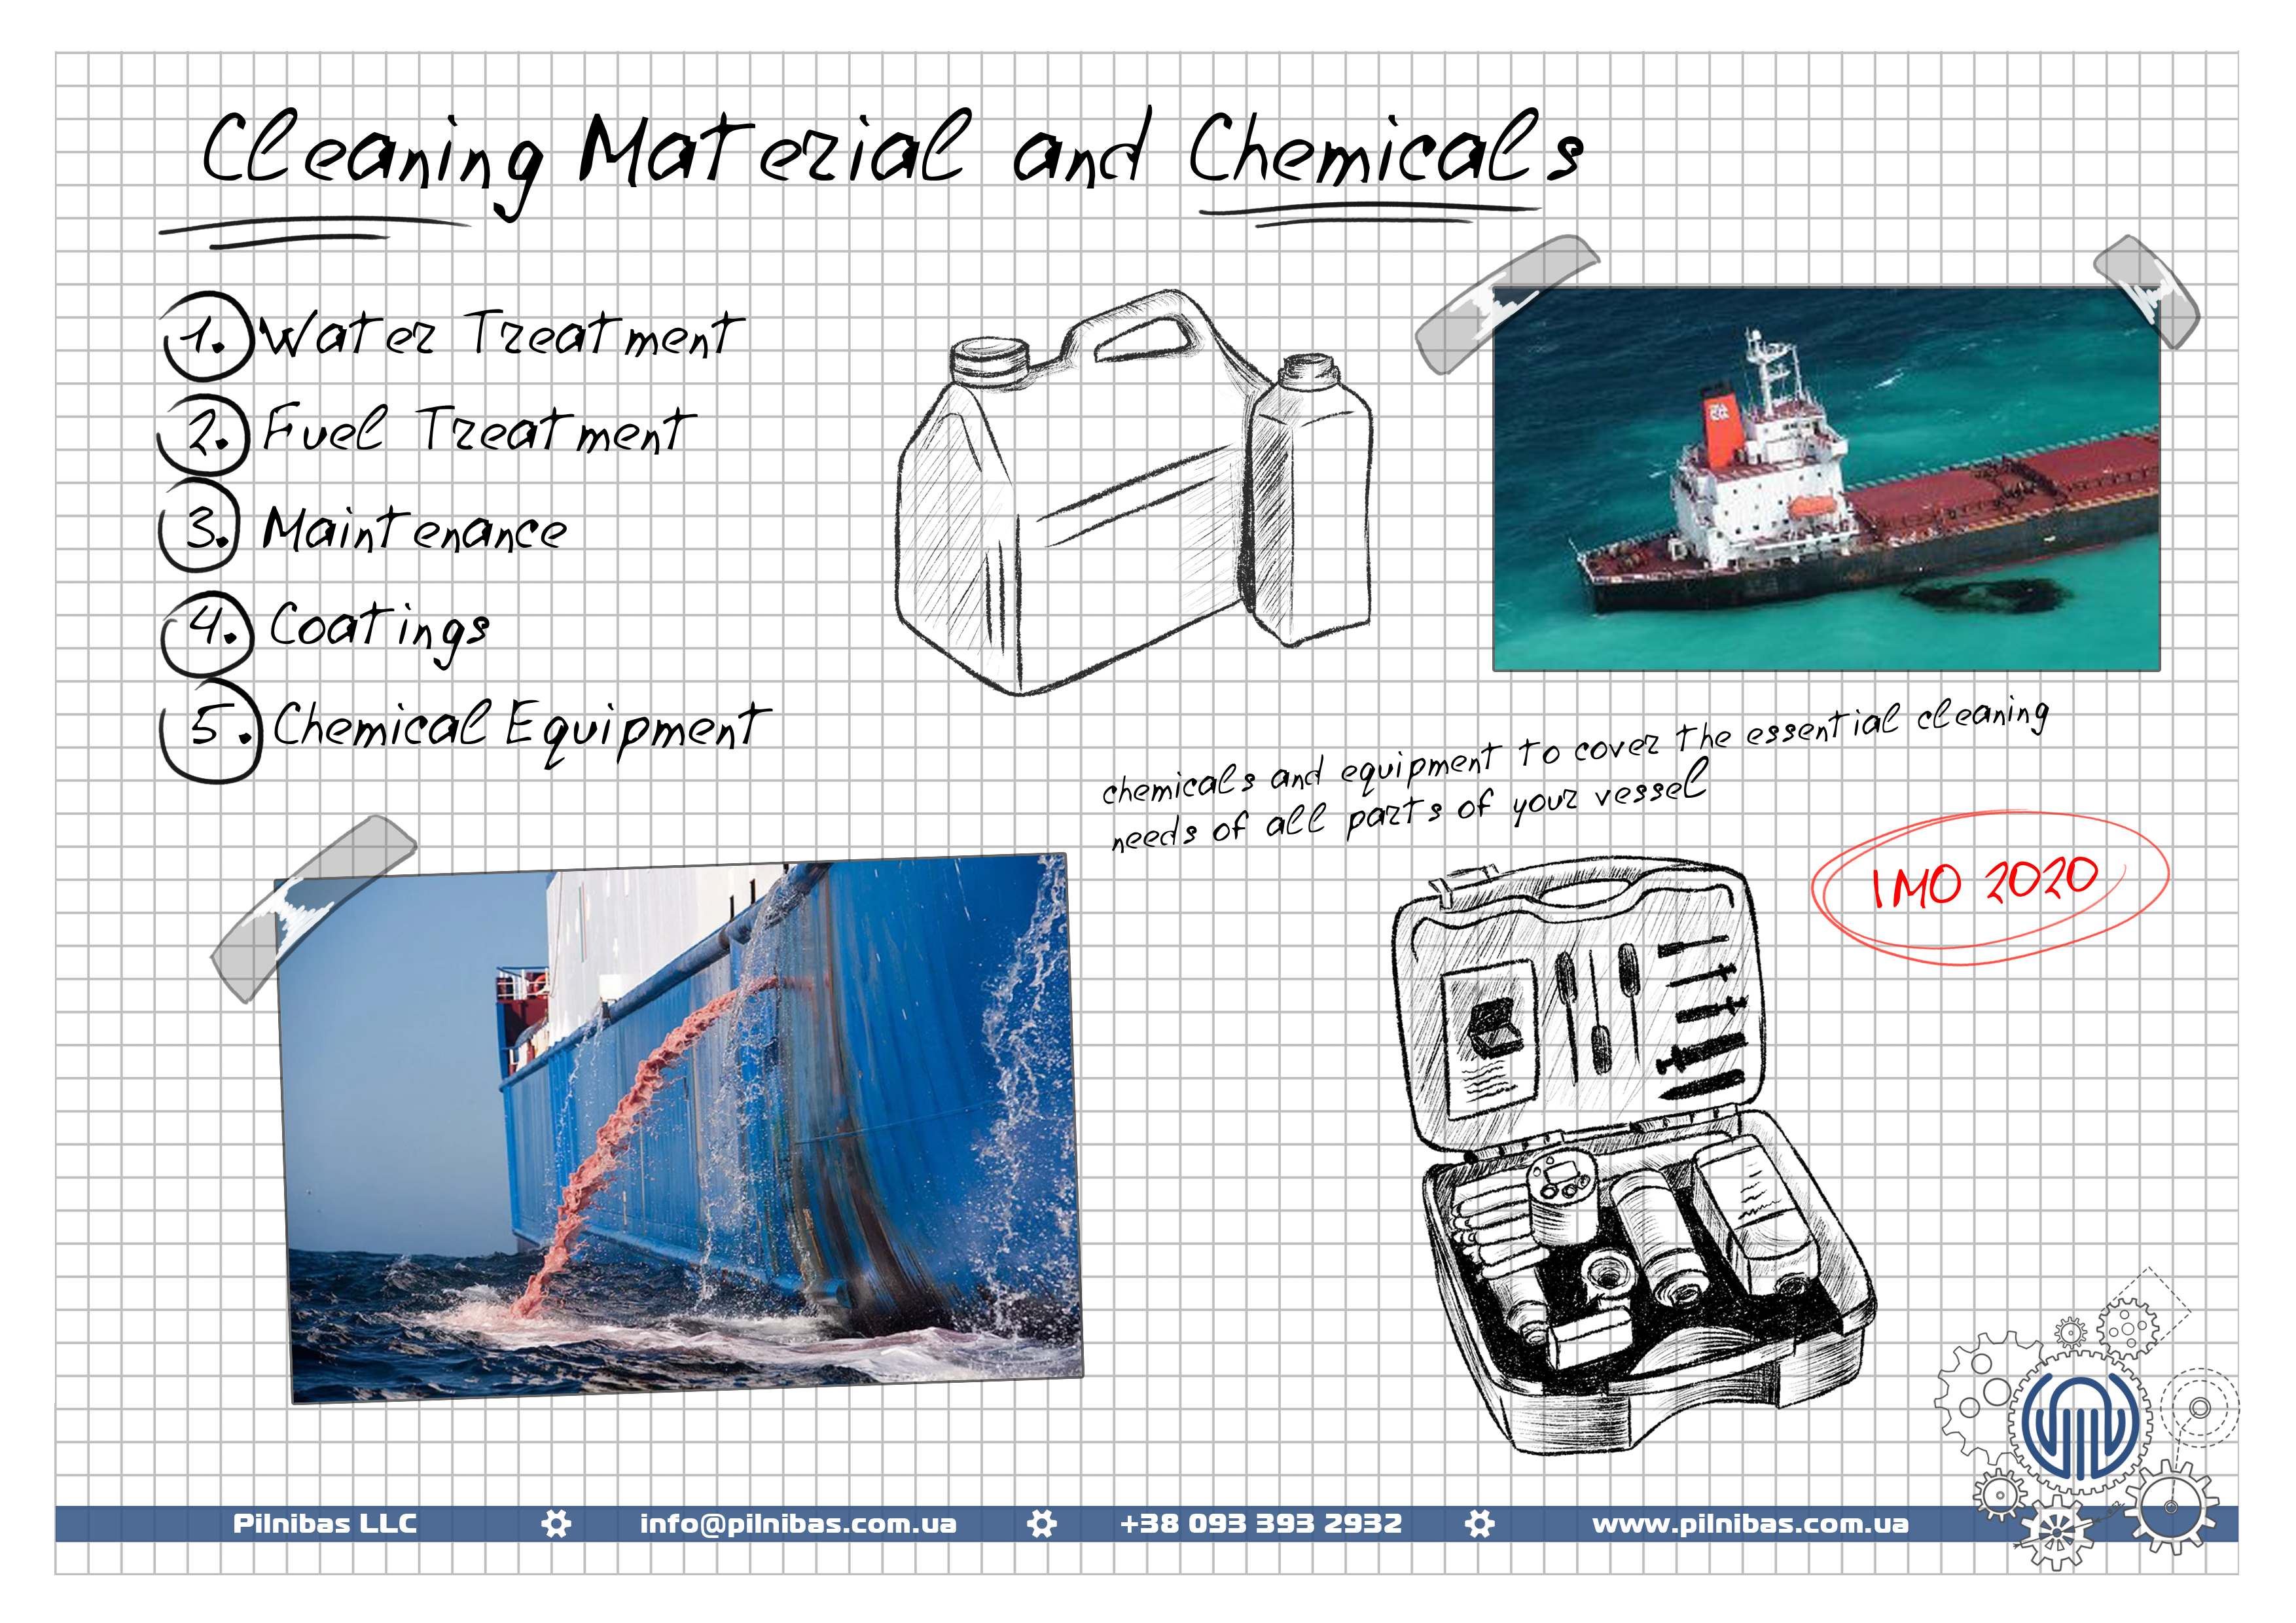 Cleaning Material and Chemicals
1. Water Treatment
2. Fuel Treatment
3. Maintenance
4. Coatings
5. Chemical Equipment
chemicals and equipment to cover the essential cleaning
needs of all parts of your vessel
IMO 2020
Pilnibas LLC
info@pilnibas.com.ua
+38 093 393 2932
www.pilnibas.com.ua